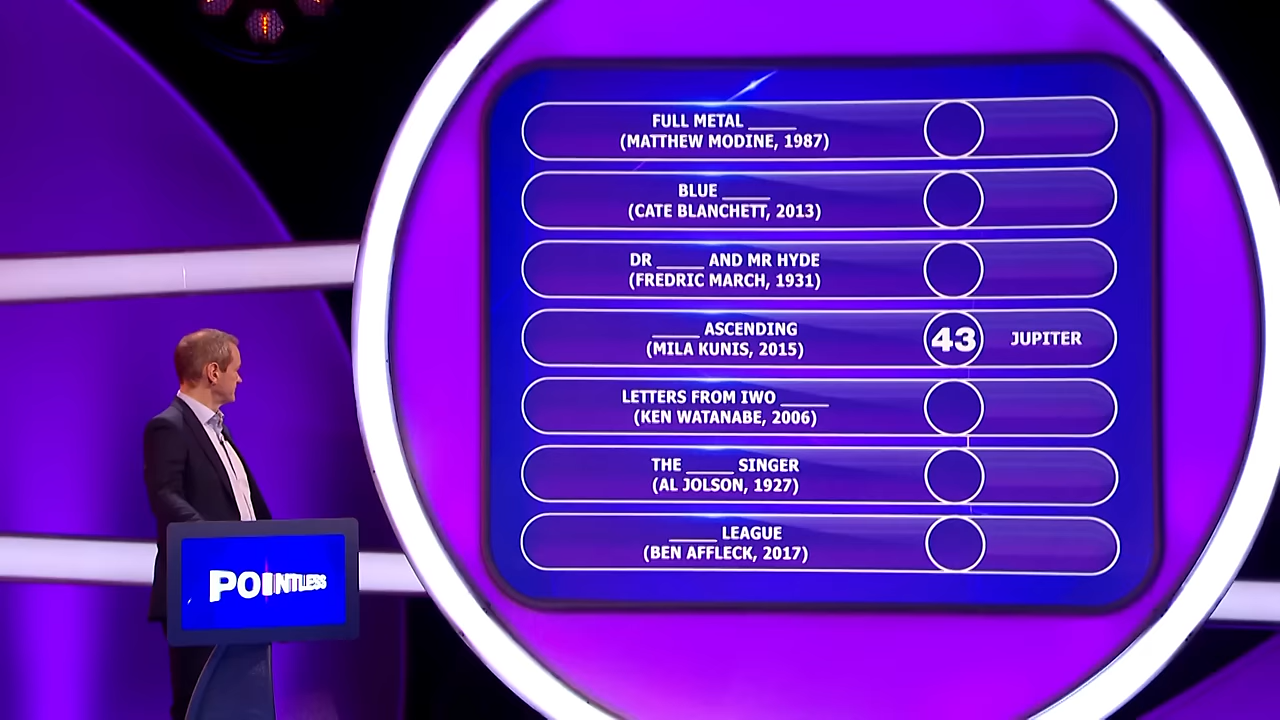 FULL METAL _____
(MATTHEW MODINE, 1987)
BLUE _____
(CATE BLANCHETT, 2013)
DR _____ AND MR HYDE
(FREDRIC MARCH, 1931)
_____ ASCENDING
(MILA KUNIS, 2015)
43 JUPITER
LETTERS FROM IWO _____
(KEN WATANABE, 2006)
THE _____ SINGER
(AL JOLSON, 1927)
_____ LEAGUE
(BEN AFFLECK, 2017)
POINTLESS